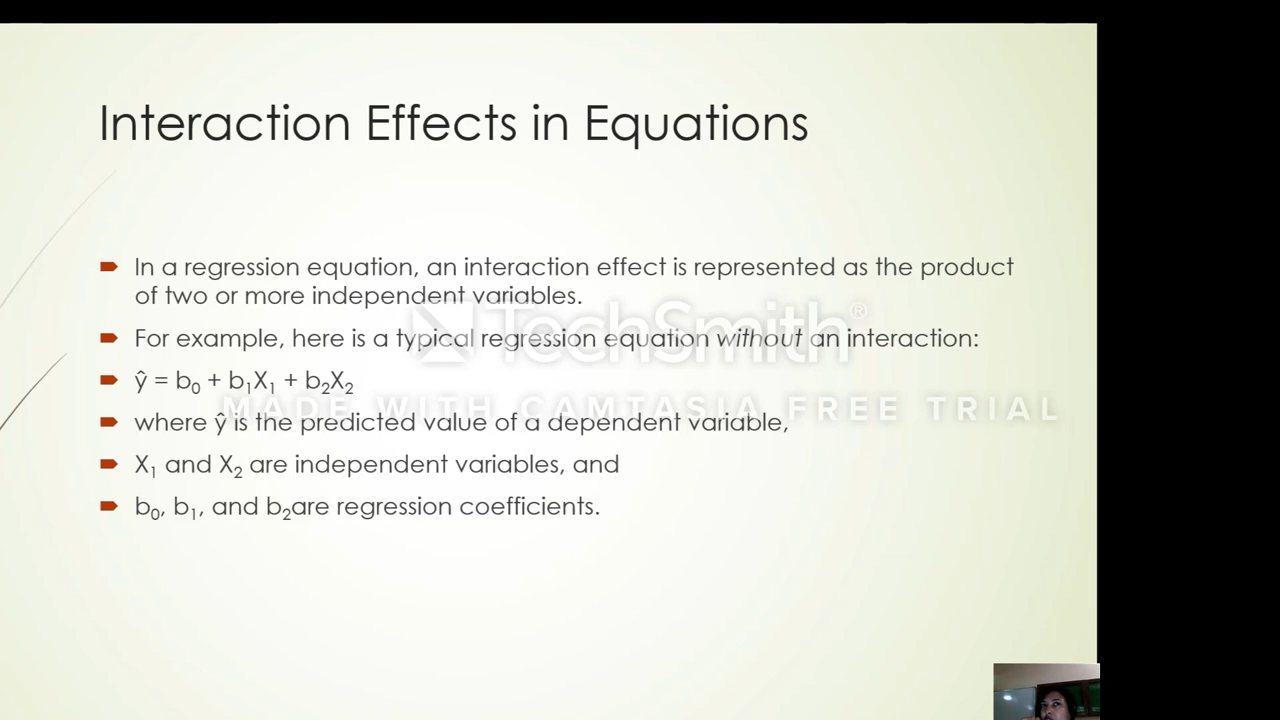 Interaction Effects in Equations
In a regression equation, an interaction effect is represented as the product
of two or more independent variables.
For example, here is a typical regression equation without an interaction:
ŷ = b₀ + b₁X₁ + b₂X₂
where ŷ is the predicted value of a dependent variable,
X₁ and X₂ are independent variables, and
b₀, b₁, and b₂are regression coefficients.
TechSmith®
MADE WITH CAMTASIA FREE TRIAL